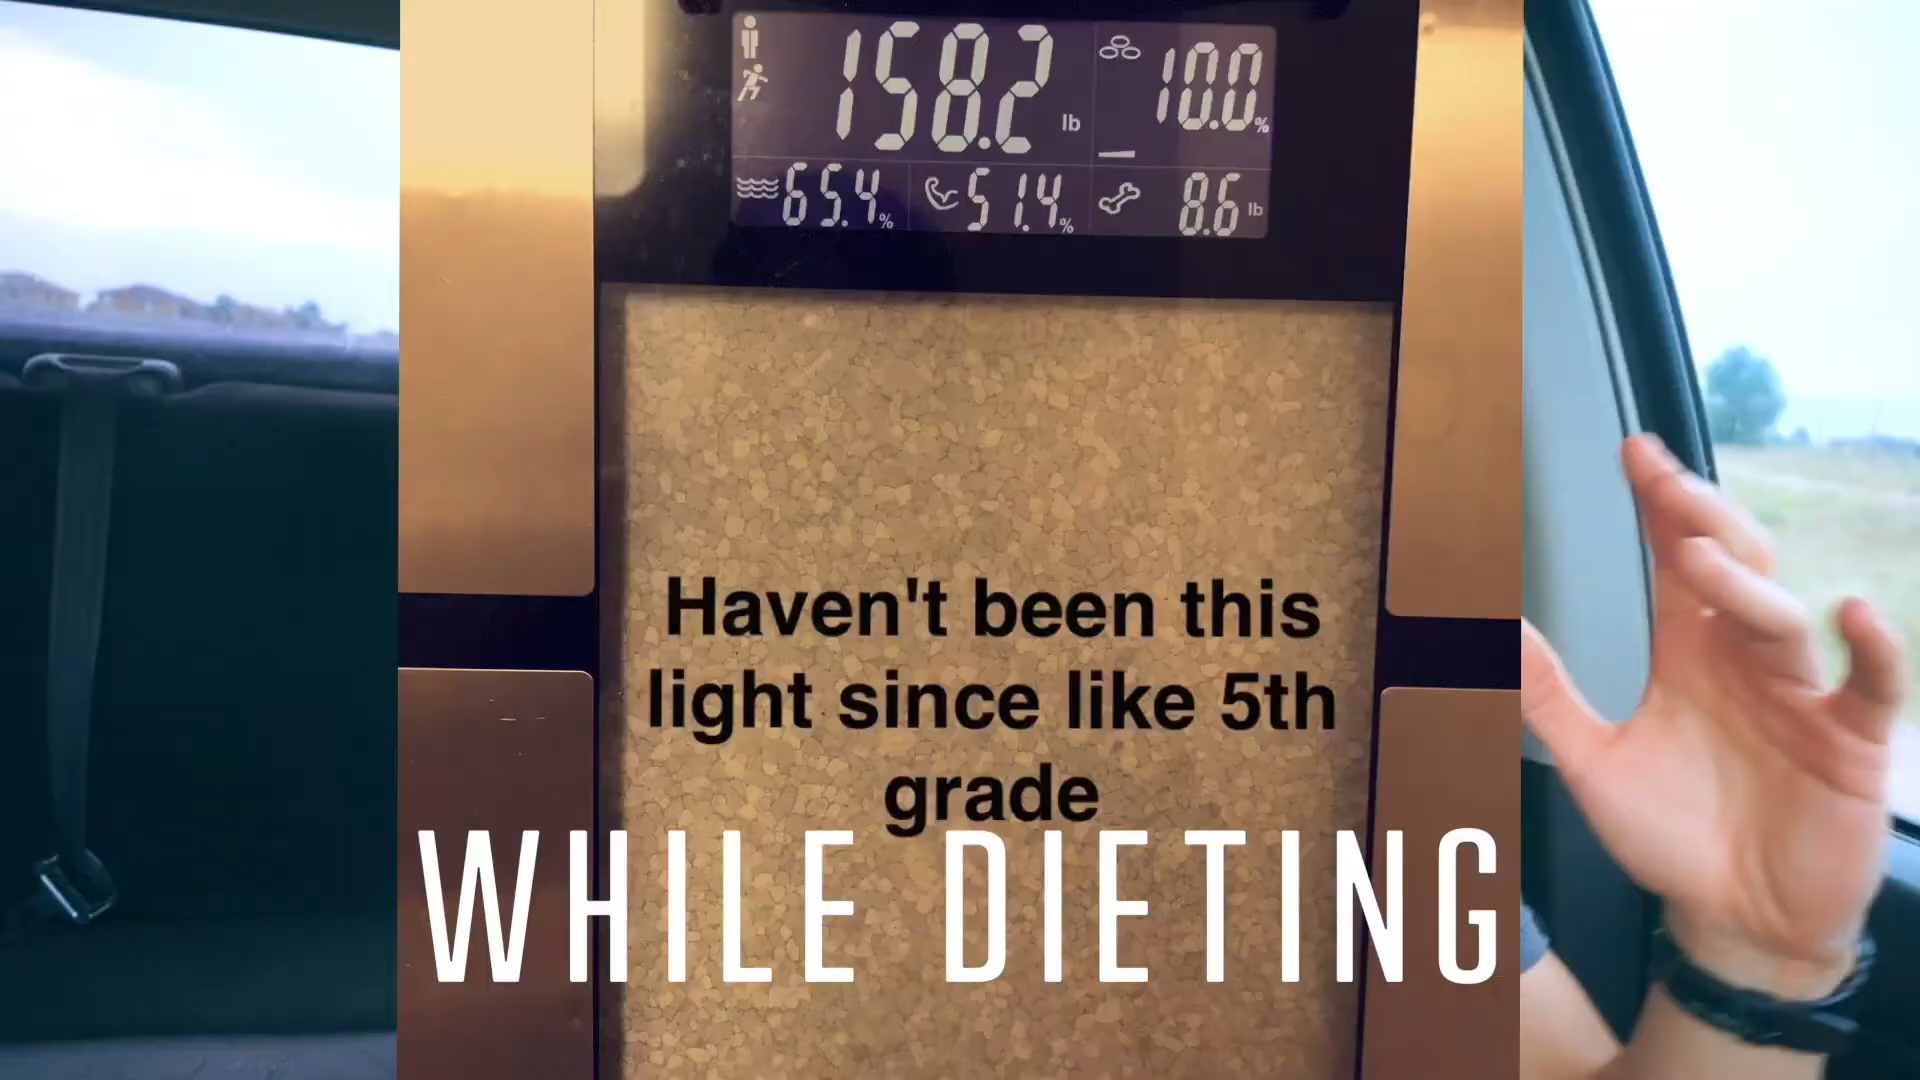 158.2 lb 10.0 %
65.4 % 51.4 % 8.6 lb
Haven't been this
light since like 5th
grade
WHILE DIETING